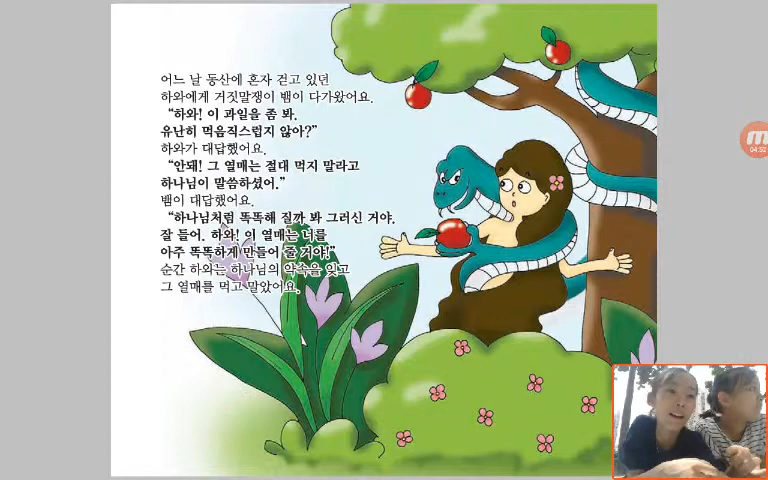 어느 날 동산에 혼자 걷고 있던
하와에게 거짓말쟁이 뱀이 다가왔어요.
“하와! 이 과일을 좀 봐.
유난히 먹음직스럽지 않아?”
하와가 대답했어요.
“안돼! 그 열매는 절대 먹지 말라고
하나님이 말씀하셨어.”
뱀이 대답했어요.
“하나님처럼 똑똑해 질까 봐 그러신 거야.
잘 들어. 하와! 이 열매는 너를
아주 똑똑하게 만들어 줄 거야!”
순간 하와는 하나님의 약속을 잊고
그 열매를 먹고 말았어요.
04:52